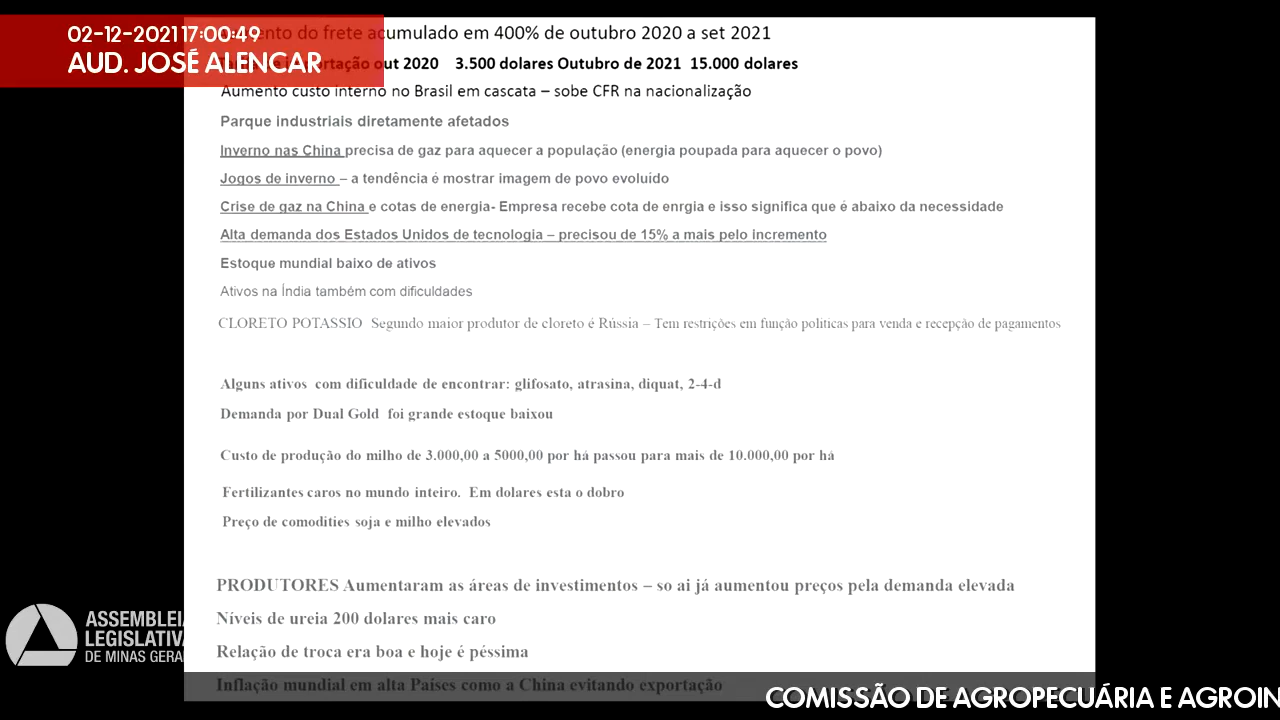 02-12-2021 17:00:49
AUD. JOSÉ ALENCAR
do frete acumulado em 400% de outubro 2020 a set 2021
out 2020 3.500 dolares Outubro de 2021 15.000 dolares
Aumento custo interno no Brasil em cascata – sobe CFR na nacionalização
Parque industriais diretamente afetados
Inverno nas China precisa de gaz para aquecer a população (energia poupada para aquecer o povo)
Jogos de inverno – a tendência é mostrar imagem de povo evoluído
Crise de gaz na China e cotas de energia- Empresa recebe cota de enrgia e isso significa que é abaixo da necessidade
Alta demanda dos Estados Unidos de tecnologia – precisou de 15% a mais pelo incremento
Estoque mundial baixo de ativos
Ativos na Índia também com dificuldades
CLORETO POTASSIO Segundo maior produtor de cloreto é Rússia – Tem restrições em função politicas para venda e recepção de pagamentos
Alguns ativos com dificuldade de encontrar: glifosato, atrasina, diquat, 2-4-d
Demanda por Dual Gold foi grande estoque baixou
Custo de produção do milho de 3.000,00 a 5000,00 por há passou para mais de 10.000,00 por há
Fertilizantes caros no mundo inteiro. Em dolares esta o dobro
Preço de comodities soja e milho elevados
PRODUTORES Aumentaram as áreas de investimentos – so ai já aumentou preços pela demanda elevada
Níveis de ureia 200 dolares mais caro
Relação de troca era boa e hoje é péssima
Inflação mundial em alta Países como a China evitando exportação
ASSEMBLEIA
LEGISLATIVA
DE MINAS GERAI
COMISSÃO DE AGROPECUÁRIA E AGROIN